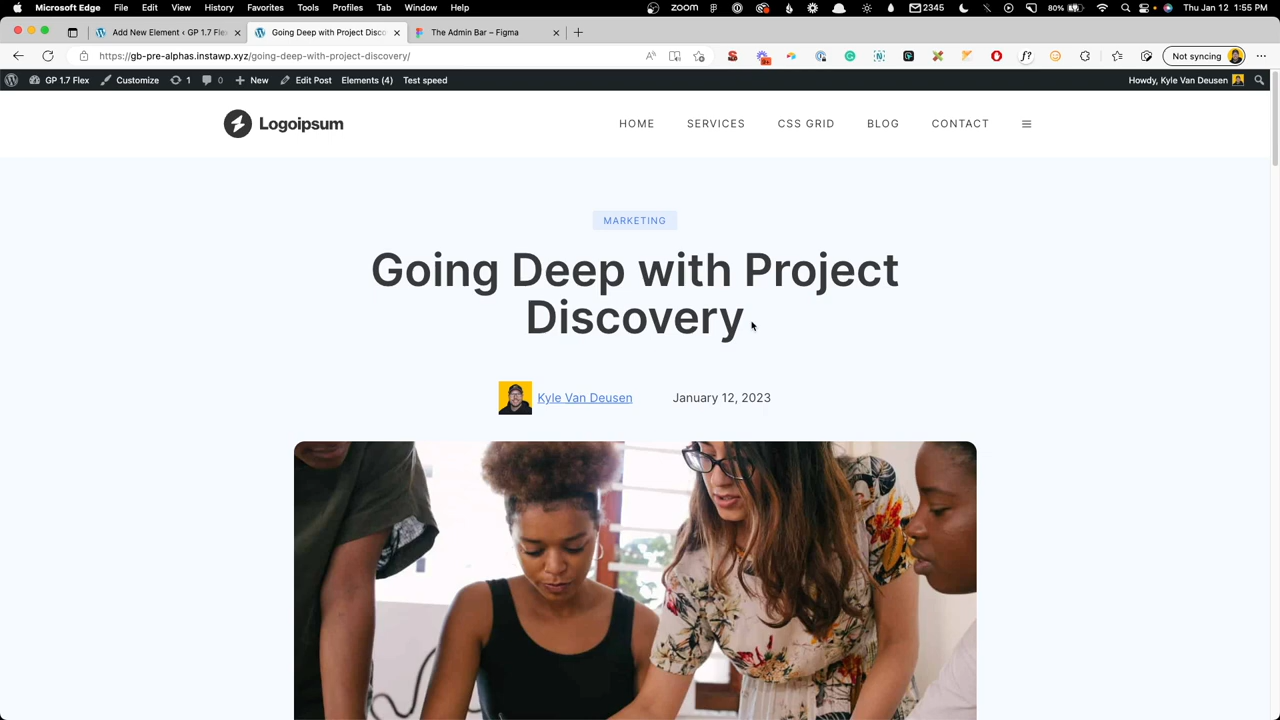 Microsoft Edge File Edit View History Favorites Tools Profiles Tab Window Help zoom 2345 80% Thu Jan 12 1:55 PM
Add New Element ‹ GP 1.7 Flex Going Deep with Project Disco The Admin Bar – Figma
https://gb-pre-alphas.instawp.xyz/going-deep-with-project-discovery/ Not syncing
GP 1.7 Flex Customize 1 0 New Edit Post Elements (4) Test speed Howdy, Kyle Van Deusen
Logoipsum HOME SERVICES CSS GRID BLOG CONTACT
MARKETING
Going Deep with Project
Discovery
Kyle Van Deusen January 12, 2023